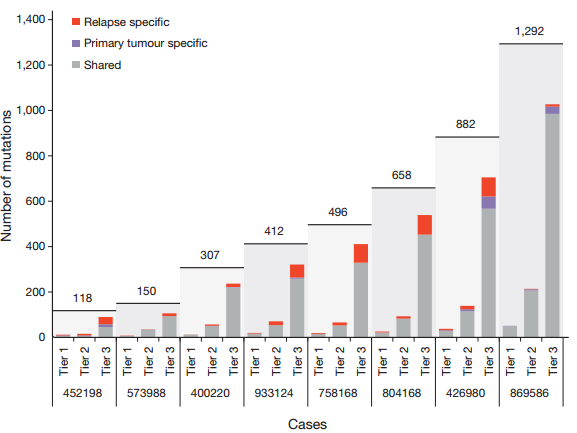 1,400
1,200
1,000
800
600
400
200
0
Number of mutations
Relapse specific
Primary tumour specific
Shared
118
150
307
412
496
658
882
1,292
Tier 1 Tier 2 Tier 3 Tier 1 Tier 2 Tier 3 Tier 1 Tier 2 Tier 3 Tier 1 Tier 2 Tier 3 Tier 1 Tier 2 Tier 3 Tier 1 Tier 2 Tier 3 Tier 1 Tier 2 Tier 3 Tier 1 Tier 2 Tier 3
452198 573988 400220 933124 758168 804168 426980 869586
Cases